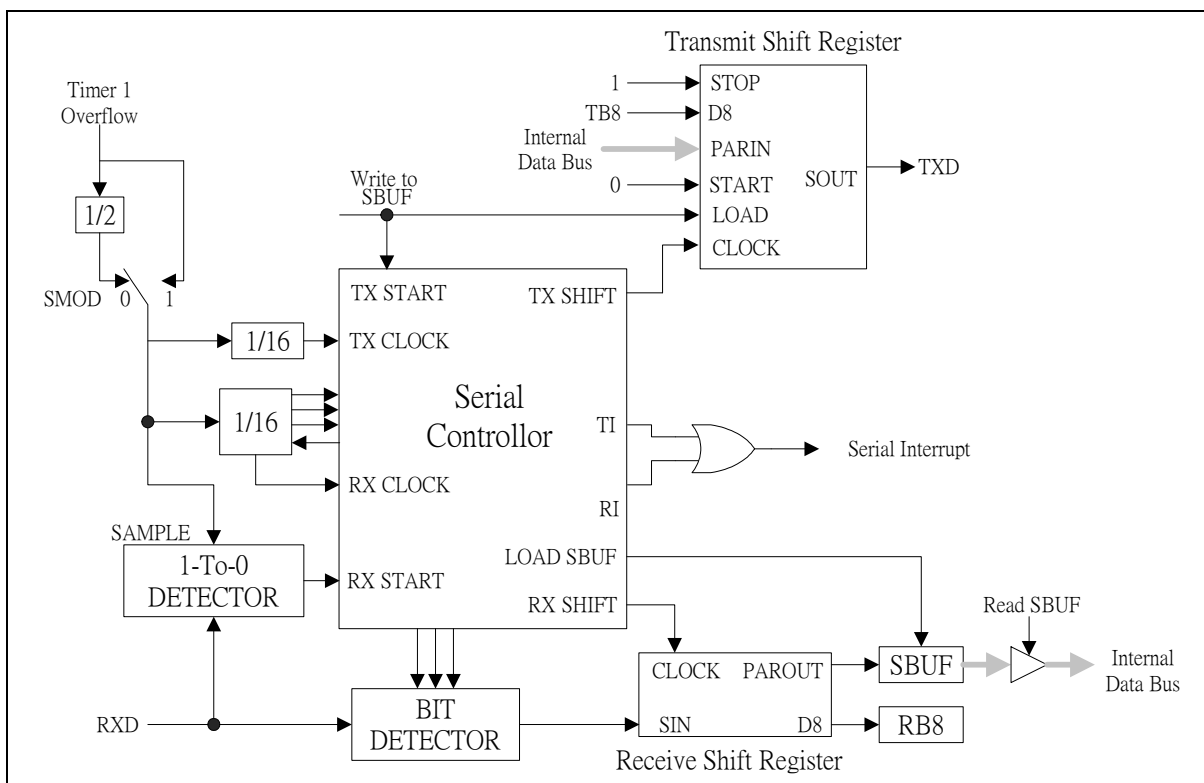 Transmit Shift Register
Timer 1
Overflow
1
STOP
TB8
D8
Internal
Data Bus
PARIN
SOUT
TXD
0
START
LOAD
CLOCK
Write to
SBUF
1/2
SMOD 0 1
TX START
TX SHIFT
1/16
TX CLOCK
1/16
Serial
Controllor
TI
Serial Interrupt
RX CLOCK
RI
SAMPLE
1-To-0
DETECTOR
RX START
LOAD SBUF
RX SHIFT
Read SBUF
CLOCK PAROUT
SBUF
Internal
Data Bus
RXD
BIT
DETECTOR
SIN D8
RB8
Receive Shift Register